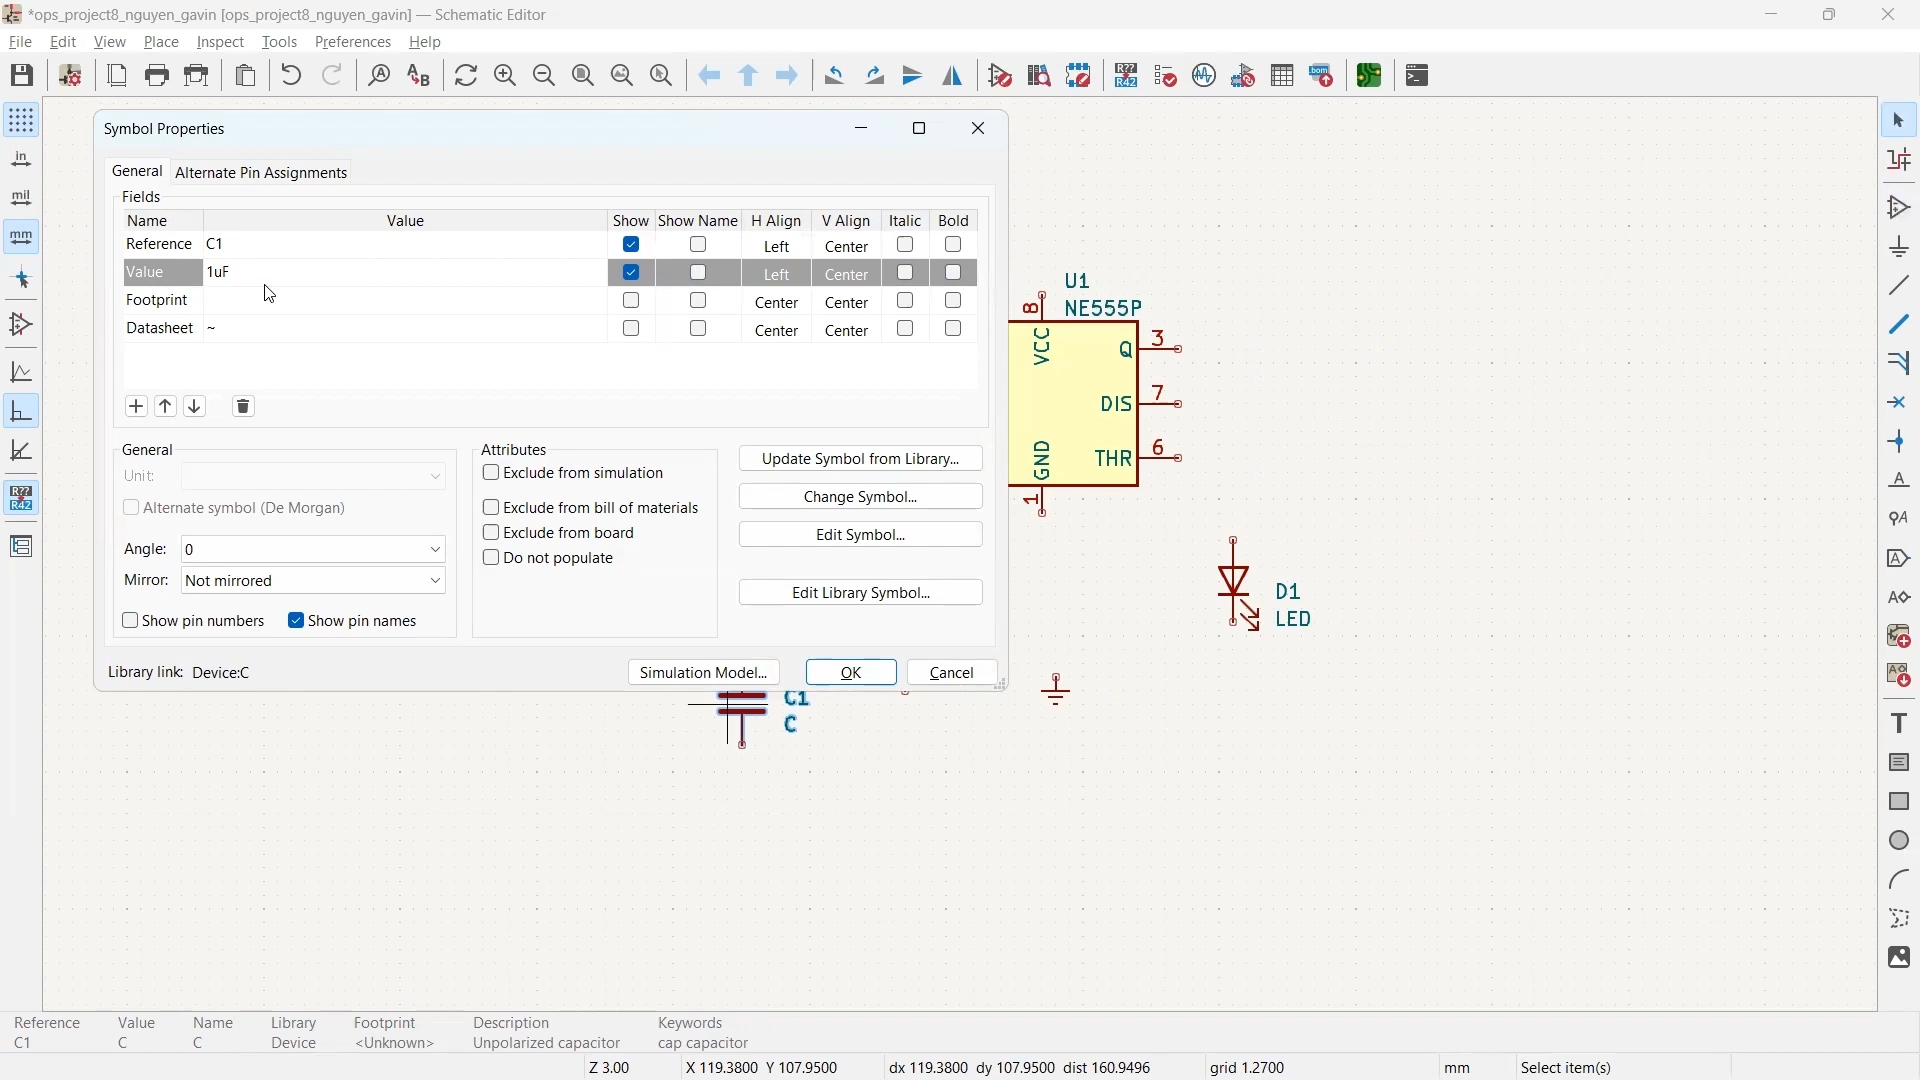 *ops_project8_nguyen_gavin [ops_project8_nguyen_gavin] — Schematic Editor
File Edit View Place Inspect Tools Preferences Help
Symbol Properties
General Alternate Pin Assignments
Fields
Name Value Show Show Name H Align V Align Italic Bold
Reference C1 Left Center
Value 1uF Left Center
Footprint Center Center
Datasheet ~ Center Center
General
Unit:
Alternate symbol (De Morgan)
Angle: 0
Mirror: Not mirrored
Show pin numbers Show pin names
Attributes
Exclude from simulation
Exclude from bill of materials
Exclude from board
Do not populate
Update Symbol from Library...
Change Symbol...
Edit Symbol...
Edit Library Symbol...
Library link: Device:C
Simulation Model... OK Cancel
in
mil
mm
R??
R42
R??
R42
bom
A
A
A
A
T
U1
NE555P
8
VCC
Q 3
DIS 7
THR 6
GND
1
D1
LED
C1
C
Reference Value Name Library Footprint Description Keywords
C1 C C Device <Unknown> Unpolarized capacitor cap capacitor
Z 3.00 X 119.3800 Y 107.9500 dx 119.3800 dy 107.9500 dist 160.9496 grid 1.2700 mm Select item(s)